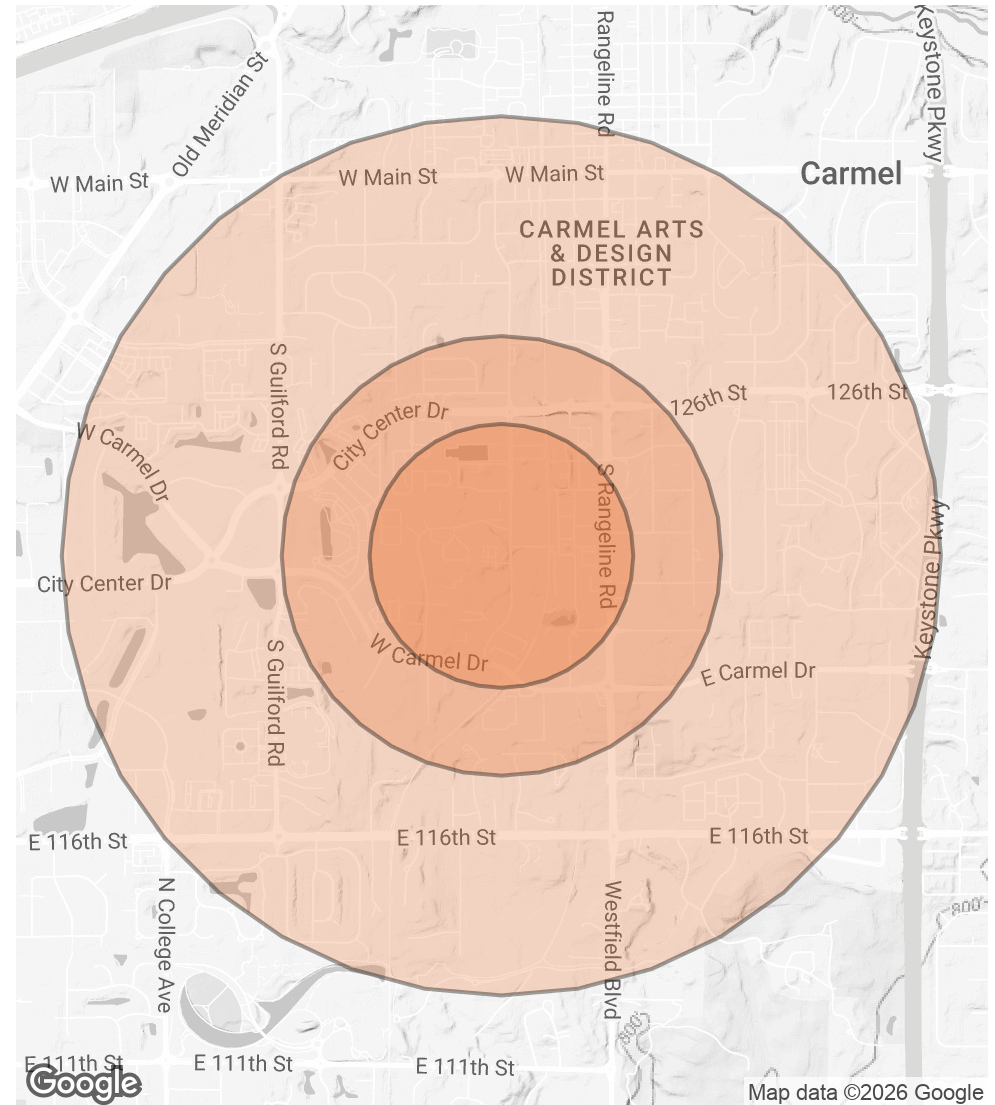 Rangeline Rd
Keystone Pkwy
Old Meridian St
W Main St
W Main St
W Main St
Carmel
CARMEL ARTS
& DESIGN
DISTRICT
S Guilford Rd
City Center Dr
126th St
126th St
W Carmel Dr
S Rangeline Rd
Keystone Pkwy
City Center Dr
S Guilford Rd
W Carmel Dr
E Carmel Dr
E 116th St
E 116th St
E 116th St
N College Ave
Westfield Blvd
800'
800'
E 111th St
E 111th St
E 111th St
Google
Map data ©2026 Google